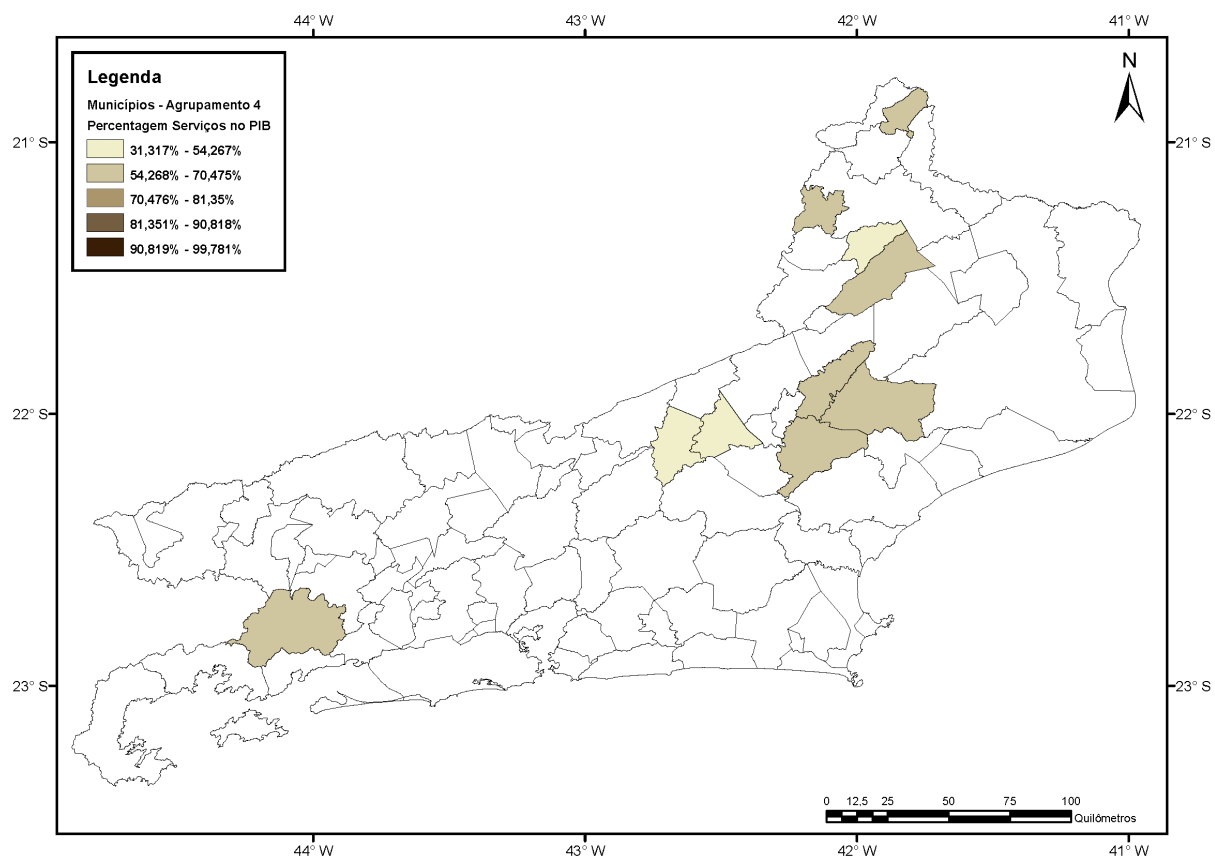 44° W 43° W 42° W 41° W
N
Legenda
Municípios - Agrupamento 4
Percentagem Serviços no PIB
31,317% - 54,267%
54,268% - 70,475%
70,476% - 81,35%
81,351% - 90,818%
90,819% - 99,781%
21° S 21° S
22° S 22° S
23° S 23° S
0 12,5 25 50 75 100
Quilômetros
44° W 43° W 42° W 41° W